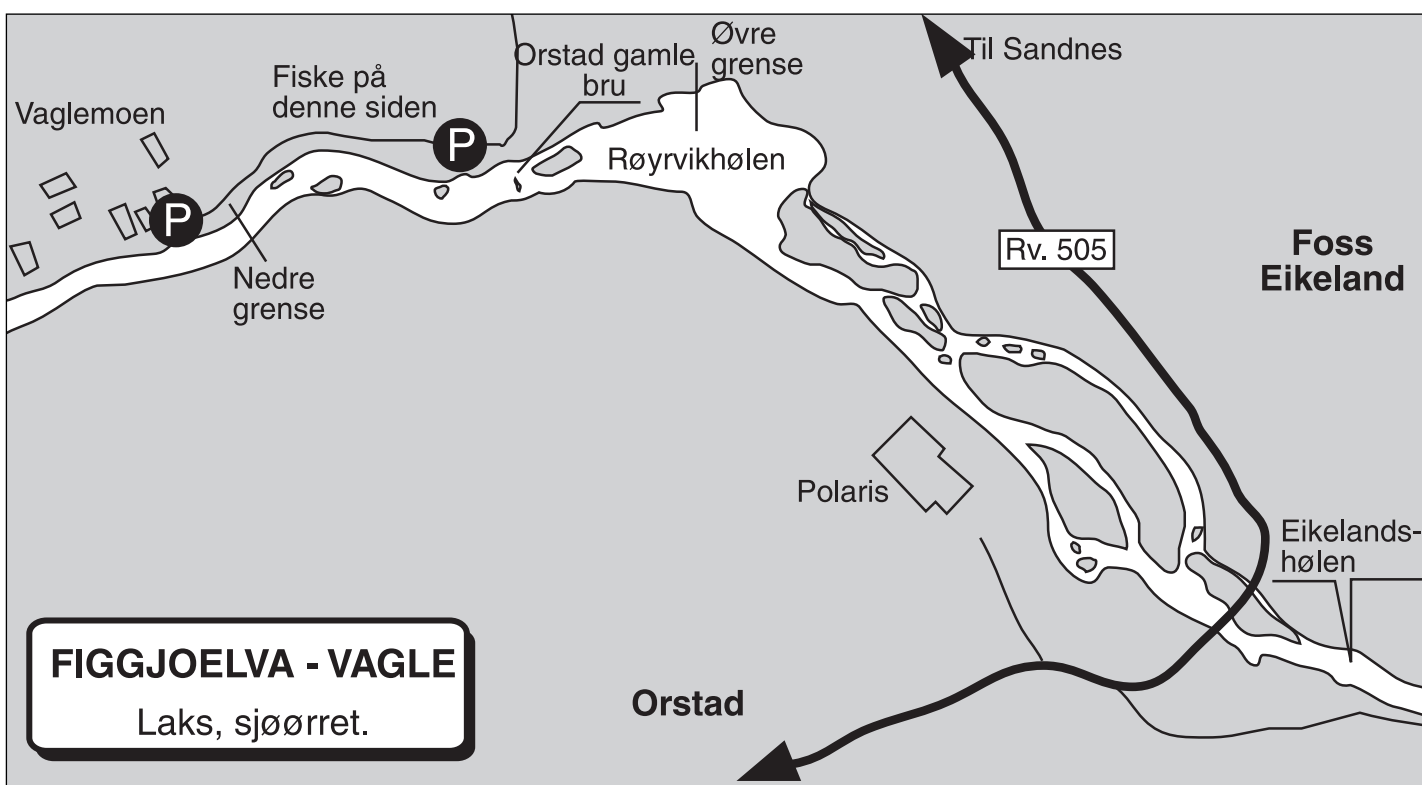 Øvre
grense
Til Sandnes
Orstad gamle
bru
Fiske på
denne siden
Vaglemoen
P
Røyrvikhølen
P
Rv. 505
Foss
Eikeland
Nedre
grense
Polaris
Eikelands-
hølen
FIGGJOELVA - VAGLE
Laks, sjøørret.
Orstad